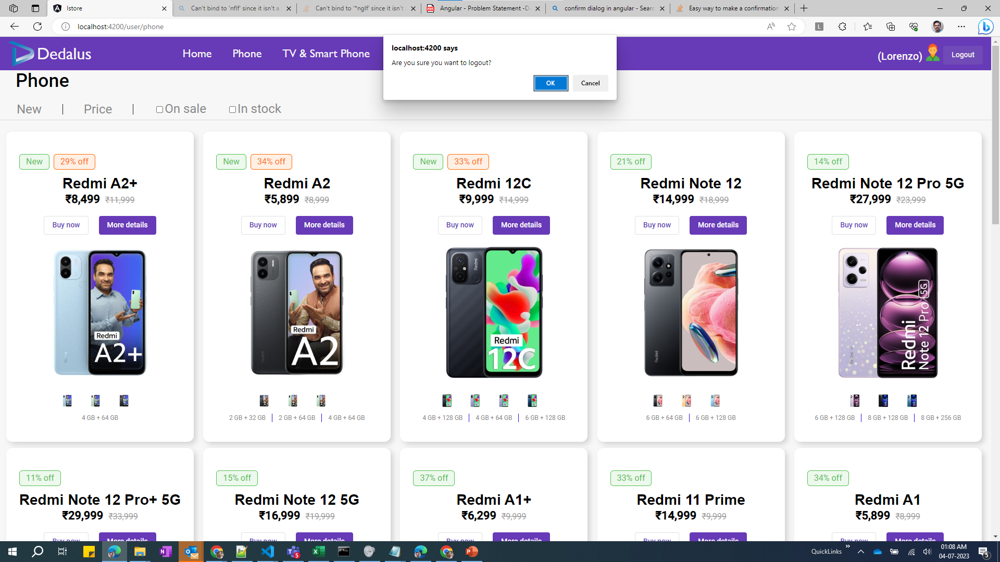 Istore
Can't bind to 'nfIf' since it isn't a
Can't bind to '*ngIf' since it isn't
Angular - Problem Statement -D
confirm dialog in angular - Searc
Easy way to make a confirmation
localhost:4200/user/phone
L
Dedalus
Home
Phone
TV & Smart Phone
(Lorenzo)
Logout
localhost:4200 says
Are you sure you want to logout?
OK
Cancel
Phone
New
Price
On sale
In stock
New 29% off
Redmi A2+
₹8,499 ₹11,999
Buy now More details
Redmi
A2+
4 GB + 64 GB
New 34% off
Redmi A2
₹5,899 ₹8,999
Buy now More details
Redmi
A2
2 GB + 32 GB 2 GB + 64 GB 4 GB + 64 GB
New 33% off
Redmi 12C
₹9,999 ₹14,999
Buy now More details
Redmi
Redmi
12C
4 GB + 128 GB 4 GB + 64 GB 6 GB + 128 GB
21% off
Redmi Note 12
₹14,999 ₹18,999
Buy now More details
Redmi
6 GB + 64 GB 6 GB + 128 GB
14% off
Redmi Note 12 Pro 5G
₹27,999 ₹23,999
Buy now More details
Redmi
Redmi
Note 12 Pro 5G
6 GB + 128 GB 8 GB + 128 GB 8 GB + 256 GB
11% off
Redmi Note 12 Pro+ 5G
₹29,999 ₹33,999
Buy now More details
15% off
Redmi Note 12 5G
₹16,999 ₹19,999
Buy now More details
37% off
Redmi A1+
₹6,299 ₹9,999
Buy now More details
33% off
Redmi 11 Prime
₹14,999 ₹9,999
Buy now More details
34% off
Redmi A1
₹5,899 ₹8,999
Buy now More details
QuickLinks
01:08 AM
04-07-2023
5